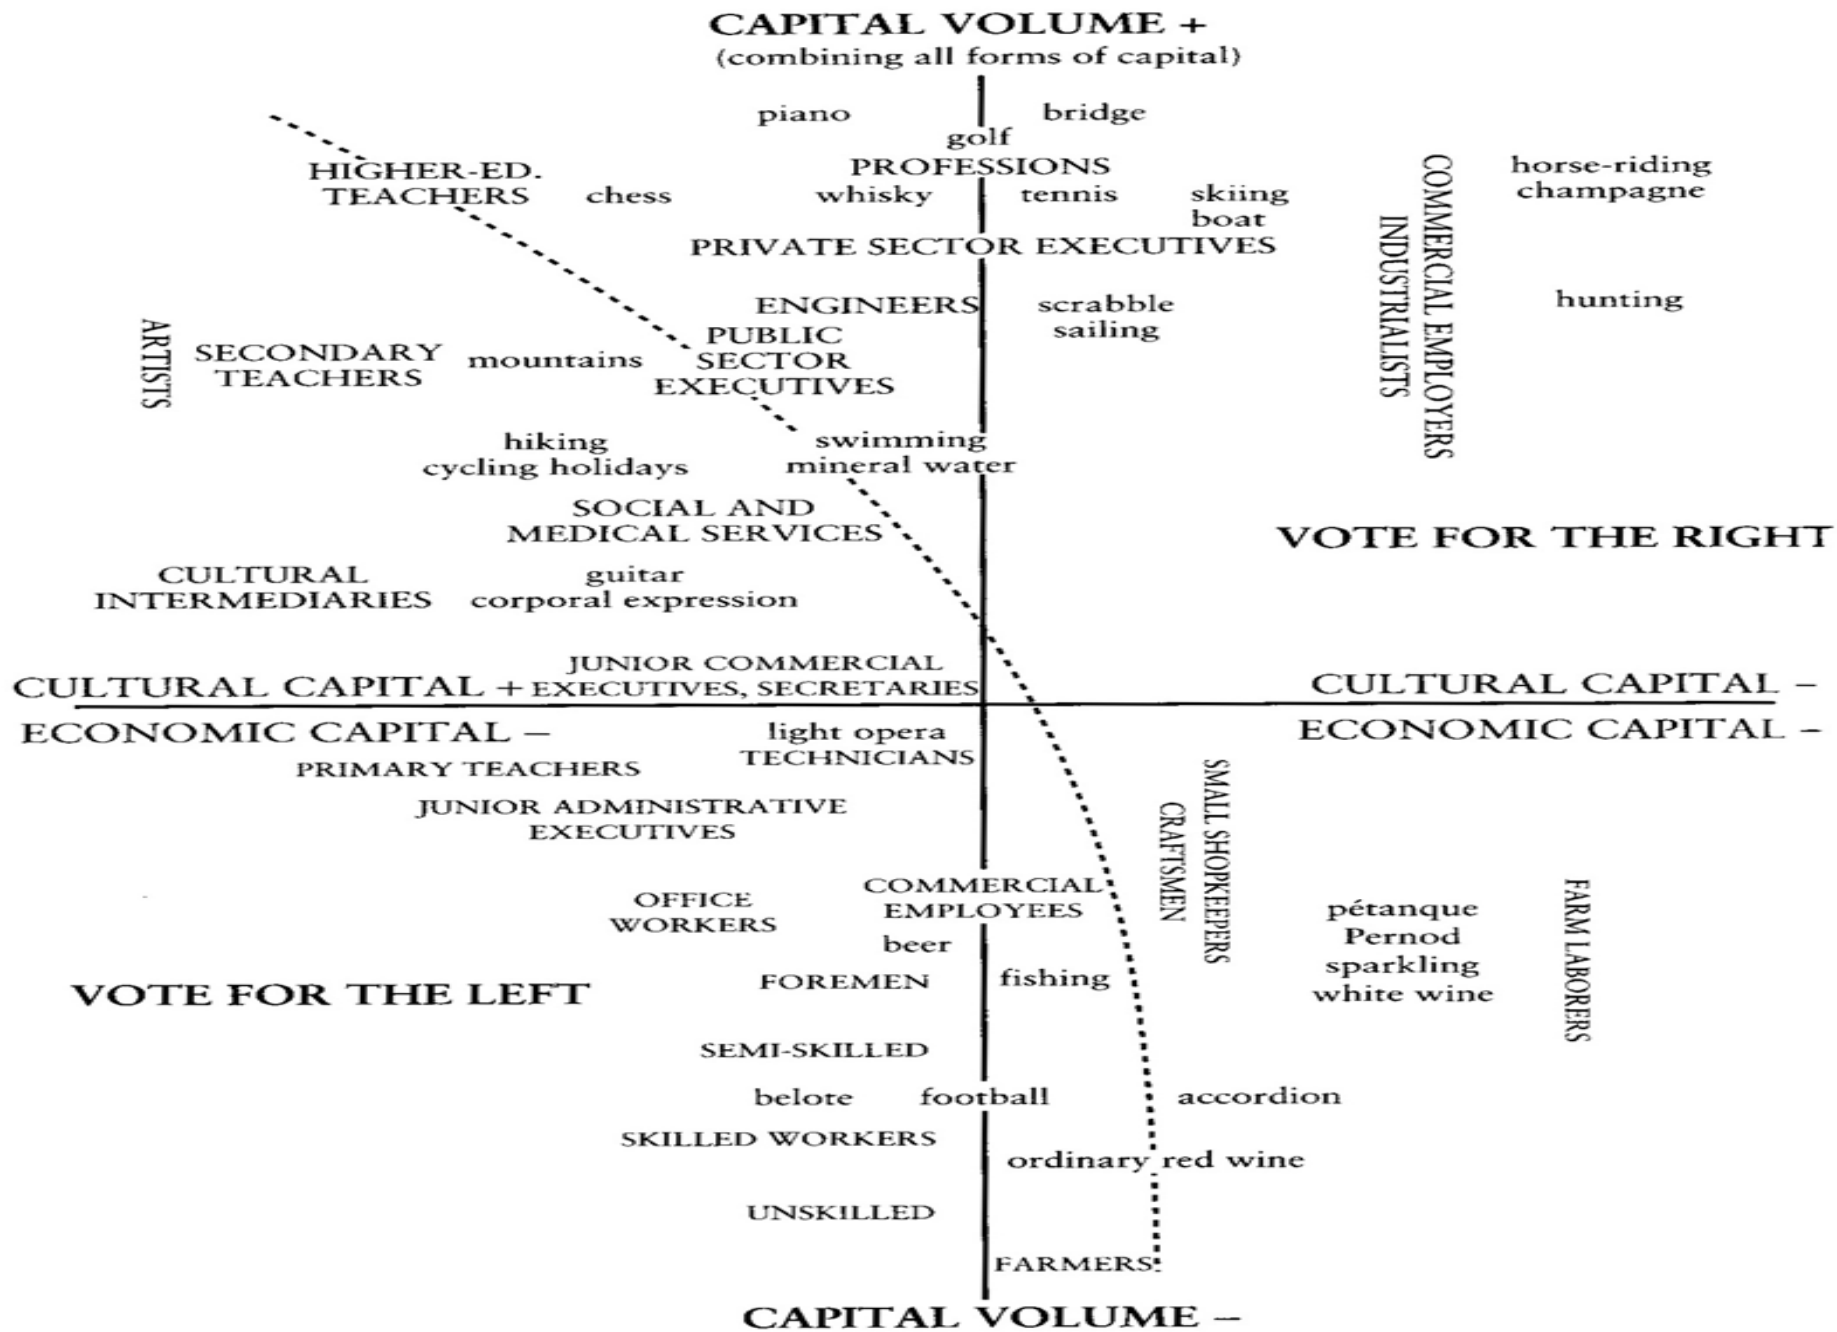 CAPITAL VOLUME +
(combining all forms of capital)
piano
bridge
golf
HIGHER-ED.
TEACHERS
chess
PROFESSIONS
whisky
tennis
skiing
boat
COMMERCIAL EMPLOYERS
INDUSTRIALISTS
horse-riding
champagne
PRIVATE SECTOR EXECUTIVES
ENGINEERS
scrabble
sailing
hunting
ARTISTS
SECONDARY
TEACHERS
mountains
PUBLIC
SECTOR
EXECUTIVES
hiking
cycling holidays
swimming
mineral water
SOCIAL AND
MEDICAL SERVICES
VOTE FOR THE RIGHT
CULTURAL
INTERMEDIARIES
guitar
corporal expression
JUNIOR COMMERCIAL
EXECUTIVES, SECRETARIES
CULTURAL CAPITAL +
CULTURAL CAPITAL –
ECONOMIC CAPITAL –
ECONOMIC CAPITAL –
light opera
TECHNICIANS
PRIMARY TEACHERS
JUNIOR ADMINISTRATIVE
EXECUTIVES
SMALL SHOPKEEPERS
CRAFTSMEN
OFFICE
WORKERS
COMMERCIAL
EMPLOYEES
beer
pétanque
Pernod
sparkling
white wine
FARM LABORERS
VOTE FOR THE LEFT
FOREMEN
fishing
SEMI-SKILLED
belote
football
accordion
SKILLED WORKERS
ordinary red wine
UNSKILLED
FARMERS
CAPITAL VOLUME –